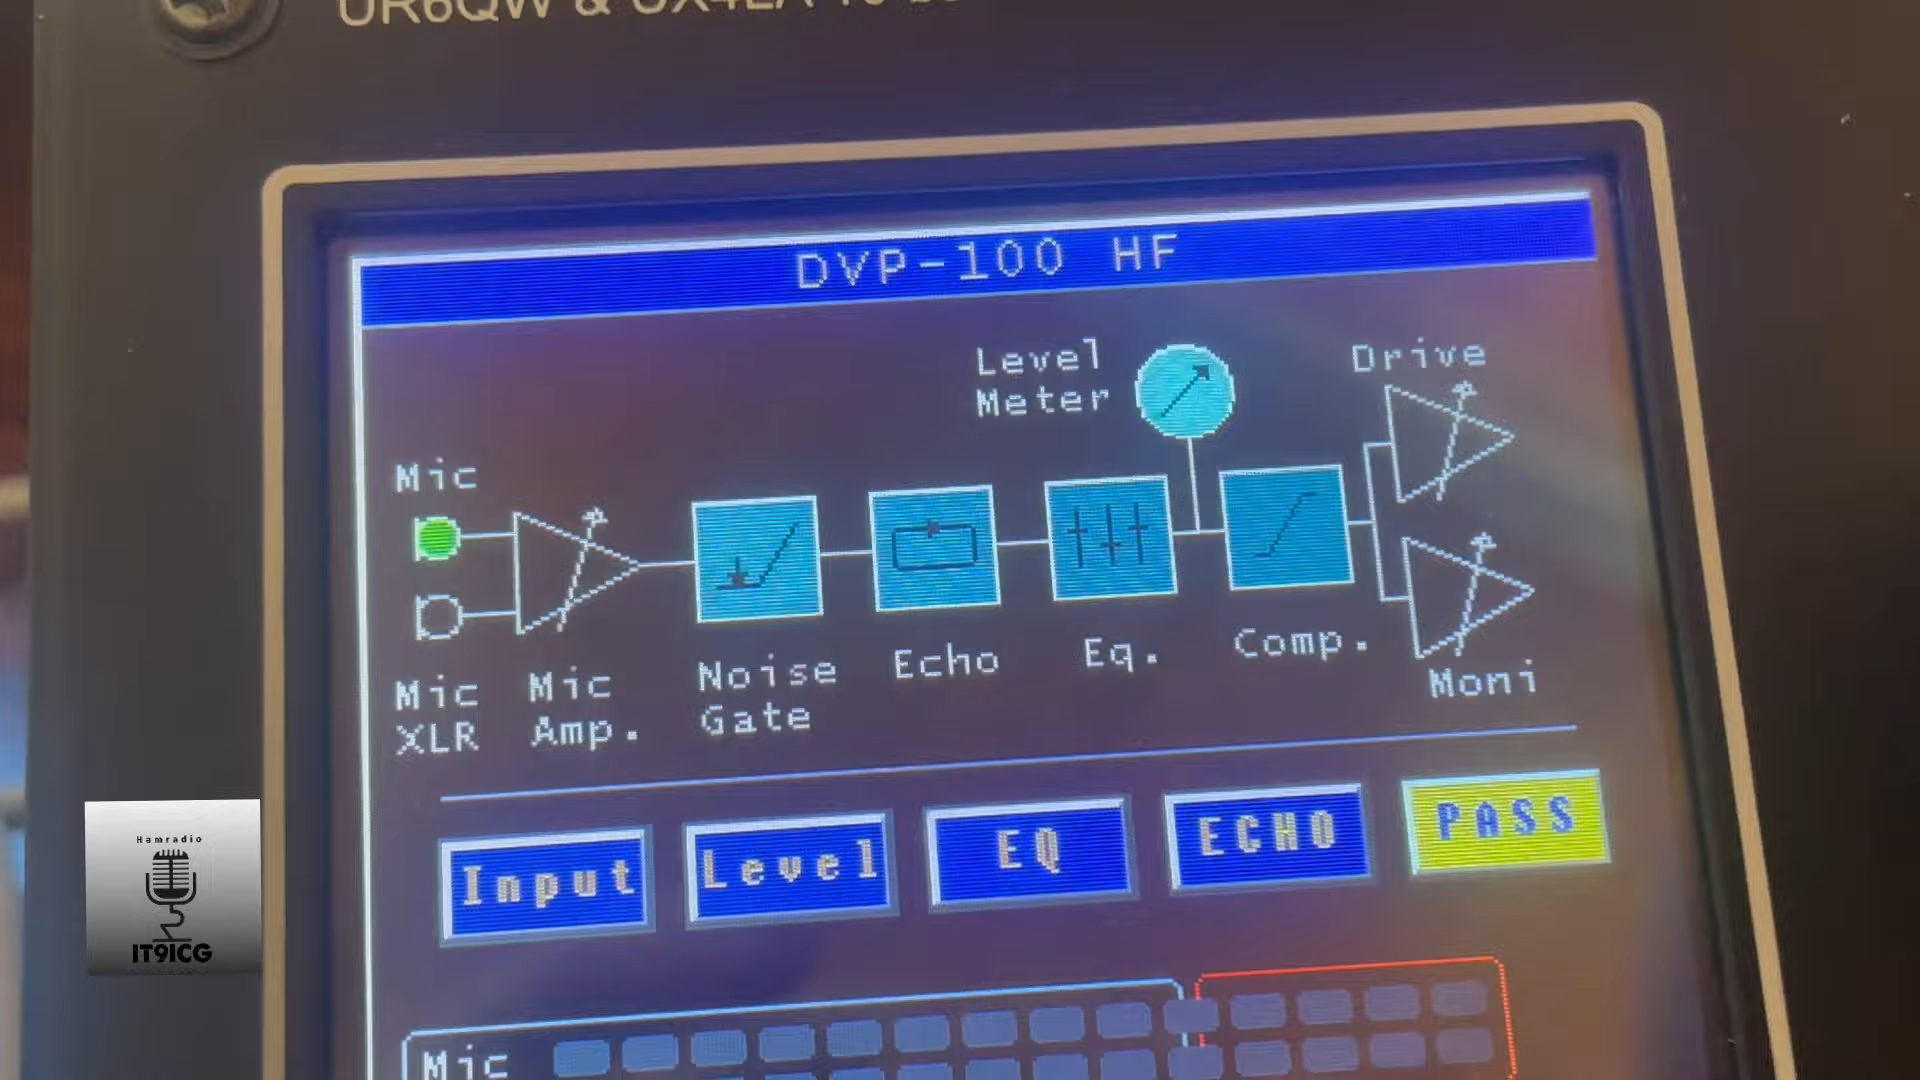 UR6QW &
DVP-100 HF
Level
Meter
Drive
Mic
Mic
XLR
Mic
Amp.
Noise
Gate
Echo
Eq.
Comp.
Moni
Input
Level
EQ
ECHO
PASS
Hamradio
IT9ICG
Mic